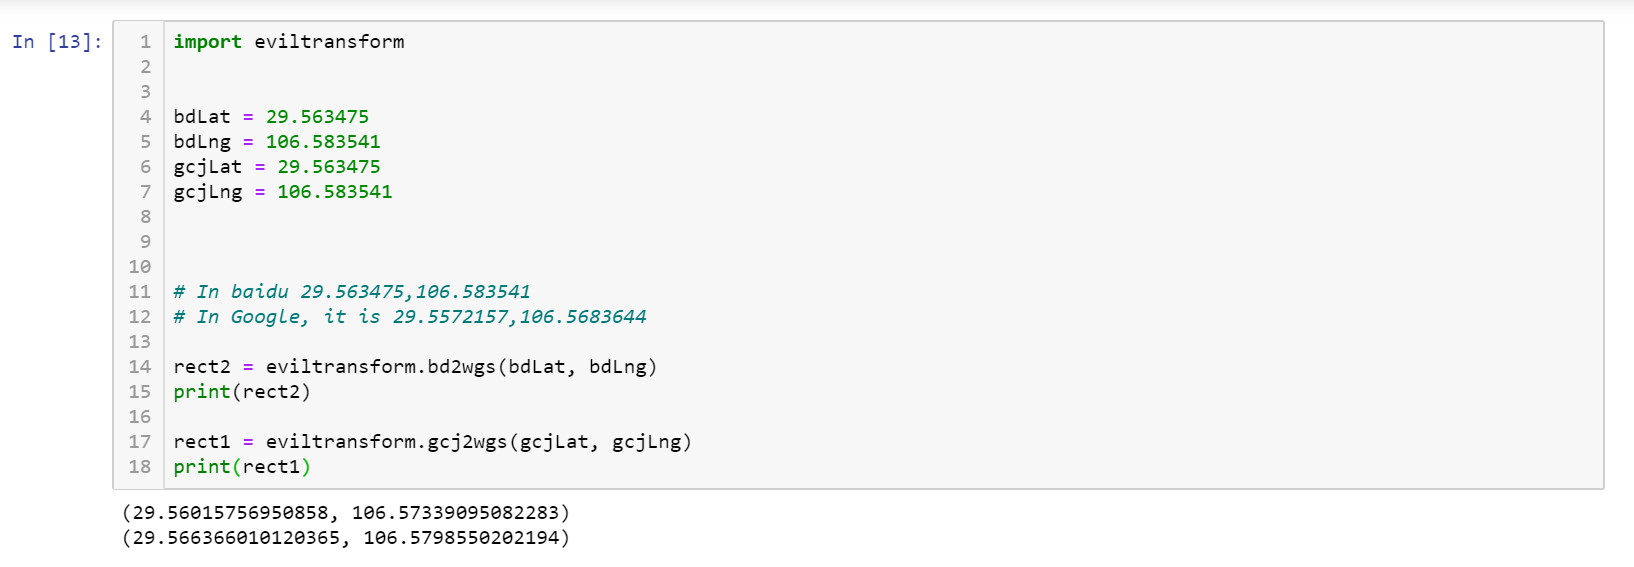 In [13]:
1 import eviltransform
2
3
4 bdLat = 29.563475
5 bdLng = 106.583541
6 gcjLat = 29.563475
7 gcjLng = 106.583541
8
9
10
11 # In baidu 29.563475,106.583541
12 # In Google, it is 29.5572157,106.5683644
13
14 rect2 = eviltransform.bd2wgs(bdLat, bdLng)
15 print(rect2)
16
17 rect1 = eviltransform.gcj2wgs(gcjLat, gcjLng)
18 print(rect1)
(29.56015756950858, 106.57339095082283)
(29.566366010120365, 106.5798550202194)